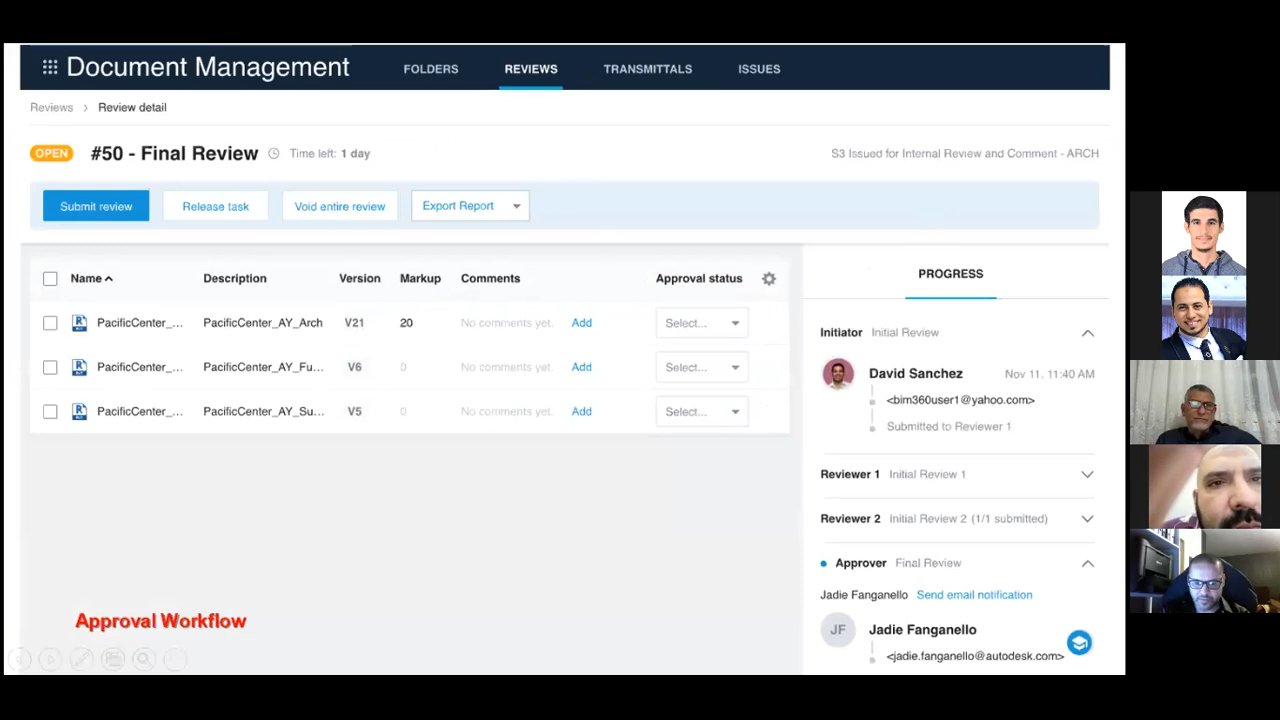 Document Management FOLDERS REVIEWS TRANSMITTALS ISSUES
Reviews > Review detail
OPEN #50 - Final Review Time left: 1 day S3 Issued for Internal Review and Comment - ARCH
Submit review Release task Void entire review Export Report
Name Description Version Markup Comments Approval status
PacificCenter_... PacificCenter_AY_Arch V21 20 No comments yet. Add Select...
PacificCenter_... PacificCenter_AY_Fu... V6 0 No comments yet. Add Select...
PacificCenter_... PacificCenter_AY_Su... V5 0 No comments yet. Add Select...
PROGRESS
Initiator Initial Review
David Sanchez Nov 11, 11:40 AM
<bim360user1@yahoo.com>
Submitted to Reviewer 1
Reviewer 1 Initial Review 1
Reviewer 2 Initial Review 2 (1/1 submitted)
Approver Final Review
Jadie Fanganello Send email notification
JF Jadie Fanganello
<jadie.fanganello@autodesk.com>
Approval Workflow